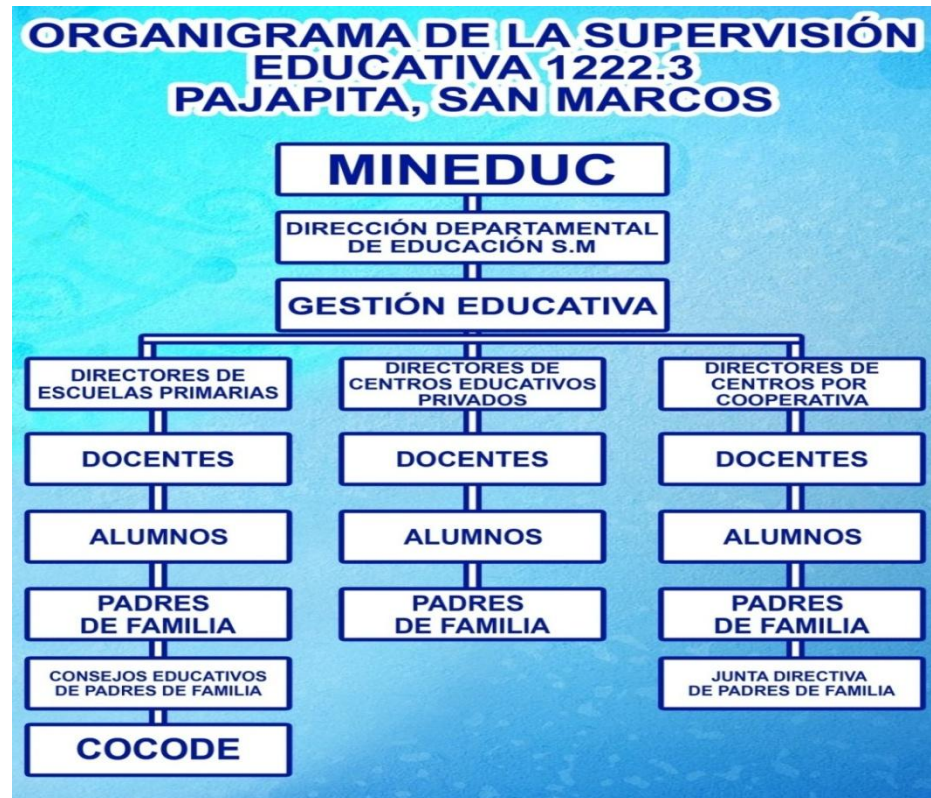 ORGANIGRAMA DE LA SUPERVISIÓN
EDUCATIVA 1222.3
PAJAPITA, SAN MARCOS
MINEDUC
DIRECCIÓN DEPARTAMENTAL
DE EDUCACIÓN S.M
GESTIÓN EDUCATIVA
DIRECTORES DE
ESCUELAS PRIMARIAS
DOCENTES
ALUMNOS
PADRES
DE FAMILIA
CONSEJOS EDUCATIVOS
DE PADRES DE FAMILIA
COCODE
DIRECTORES DE
CENTROS EDUCATIVOS
PRIVADOS
DOCENTES
ALUMNOS
PADRES
DE FAMILIA
DIRECTORES DE
CENTROS POR
COOPERATIVA
DOCENTES
ALUMNOS
PADRES
DE FAMILIA
JUNTA DIRECTIVA
DE PADRES DE FAMILIA